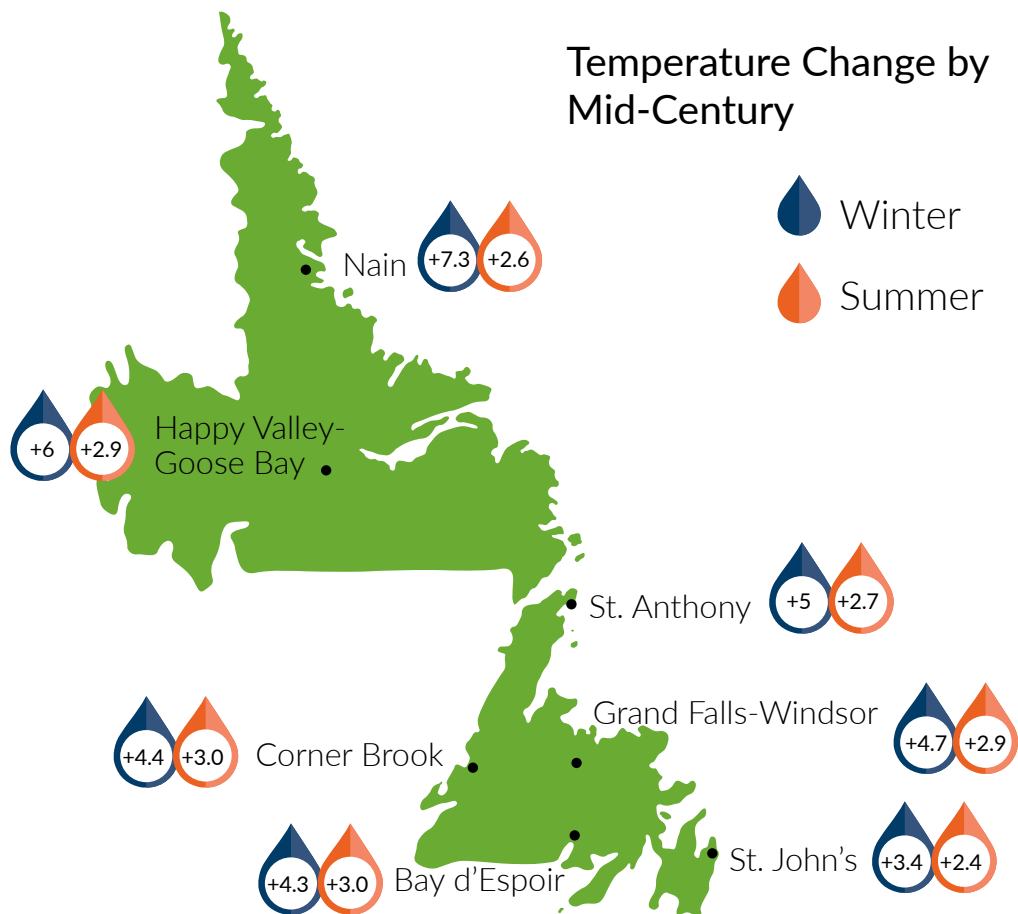 Temperature Change by
Mid-Century
Winter
Summer
Nain
+7.3
+2.6
+6
+2.9
Happy Valley-
Goose Bay
St. Anthony
+5
+2.7
Grand Falls-Windsor
+4.7
+2.9
+4.4
+3.0
Corner Brook
St. John's
+3.4
+2.4
+4.3
+3.0
Bay d'Espoir